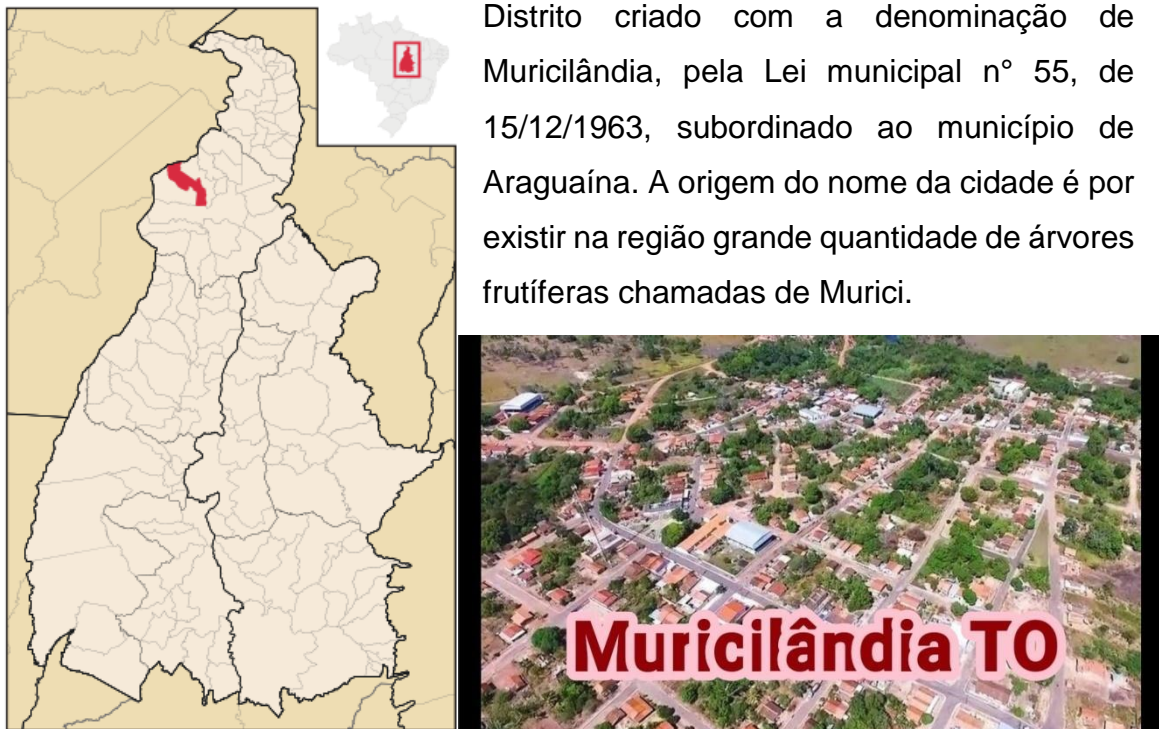 Distrito criado com a denominação de
Muricilândia, pela Lei municipal n° 55, de
15/12/1963, subordinado ao município de
Araguaína. A origem do nome da cidade é por
existir na região grande quantidade de árvores
frutíferas chamadas de Murici.
Muricilândia TO